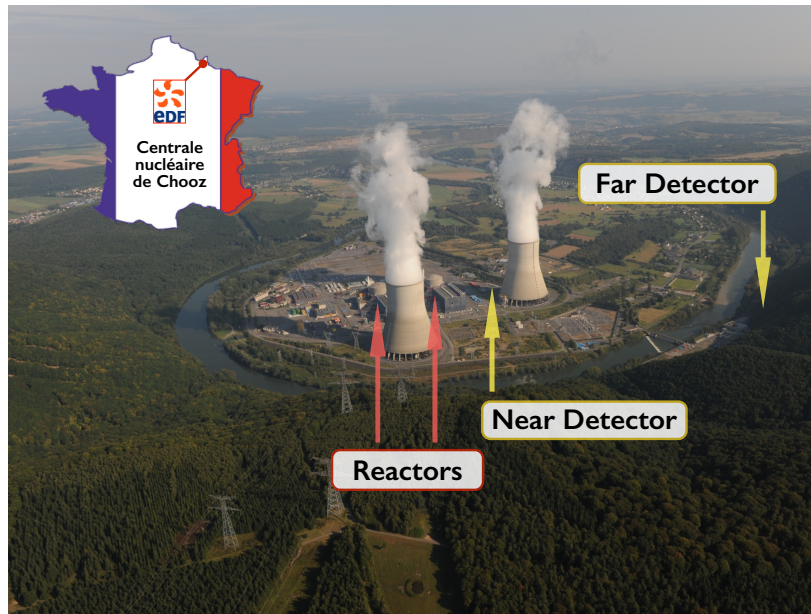 eDF
Centrale
nucléaire
de Chooz
Far Detector
Near Detector
Reactors